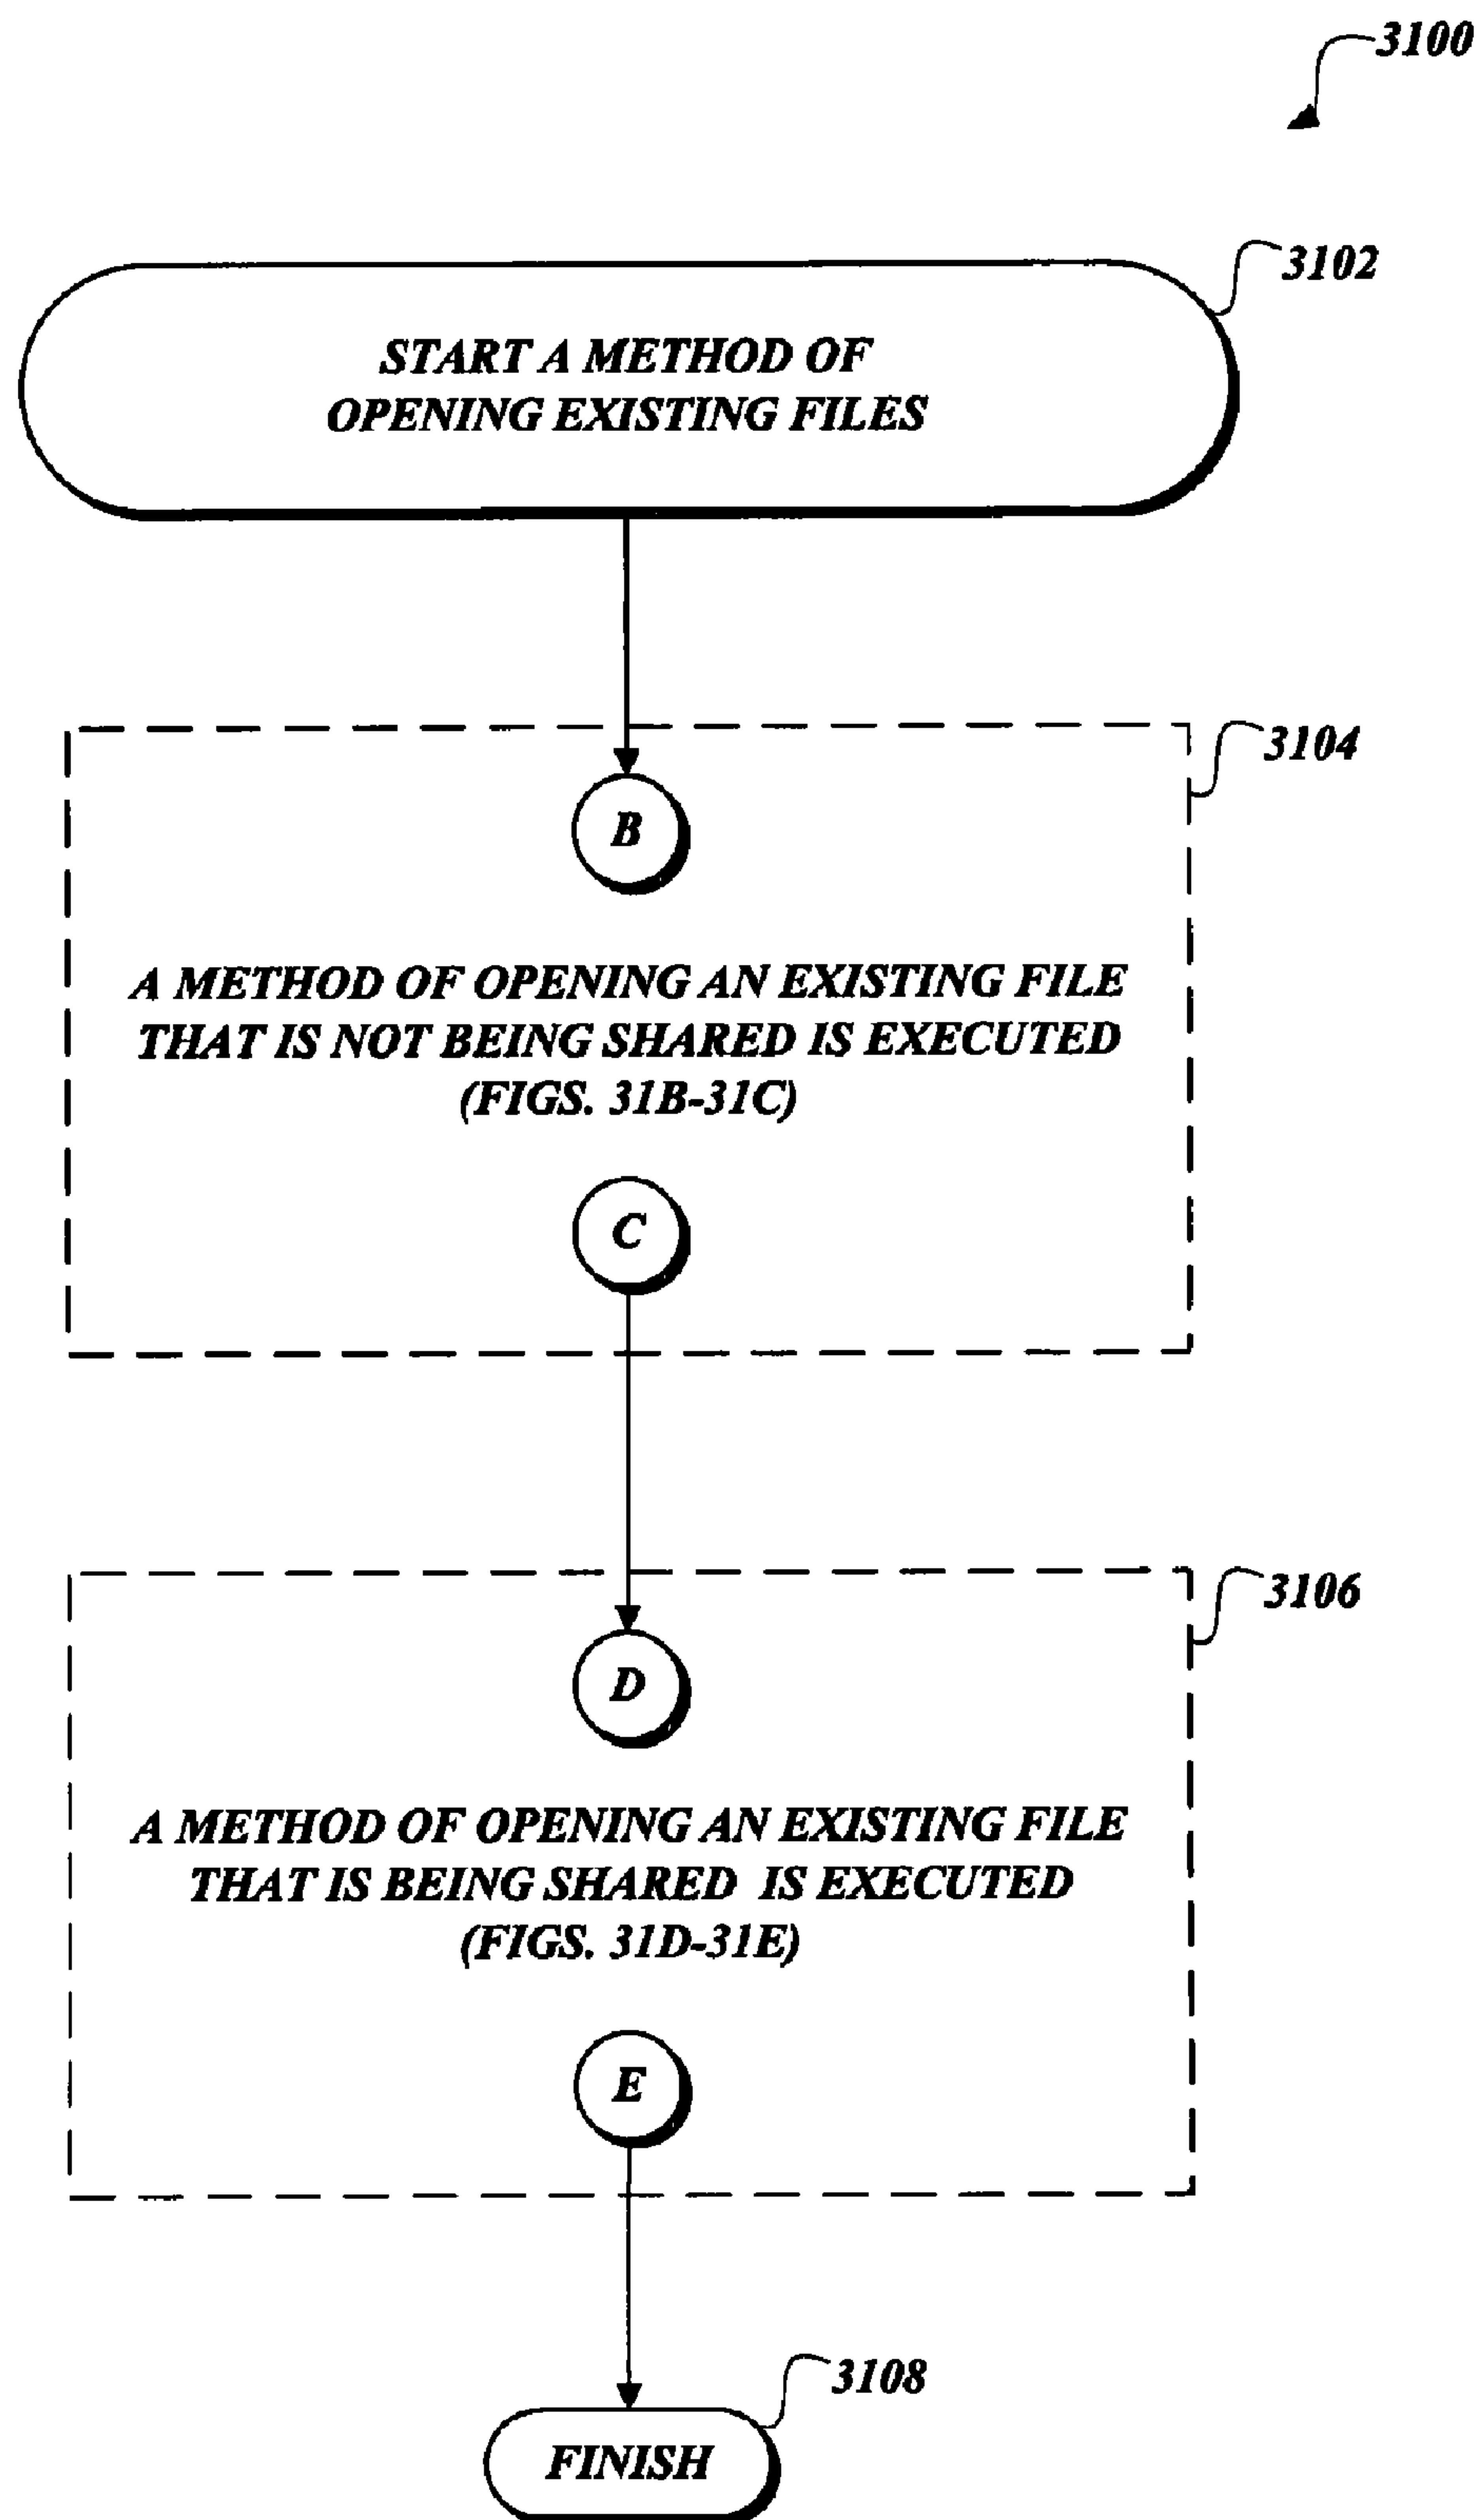 3100
3102
START A METHOD OF
OPENING EXISTING FILES
3104
B
A METHOD OF OPENING AN EXISTING FILE
THAT IS NOT BEING SHARED IS EXECUTED
(FIGS. 31B-31C)
C
3106
D
A METHOD OF OPENING AN EXISTING FILE
THAT IS BEING SHARED IS EXECUTED
(FIGS. 31D-31E)
E
3108
FINISH